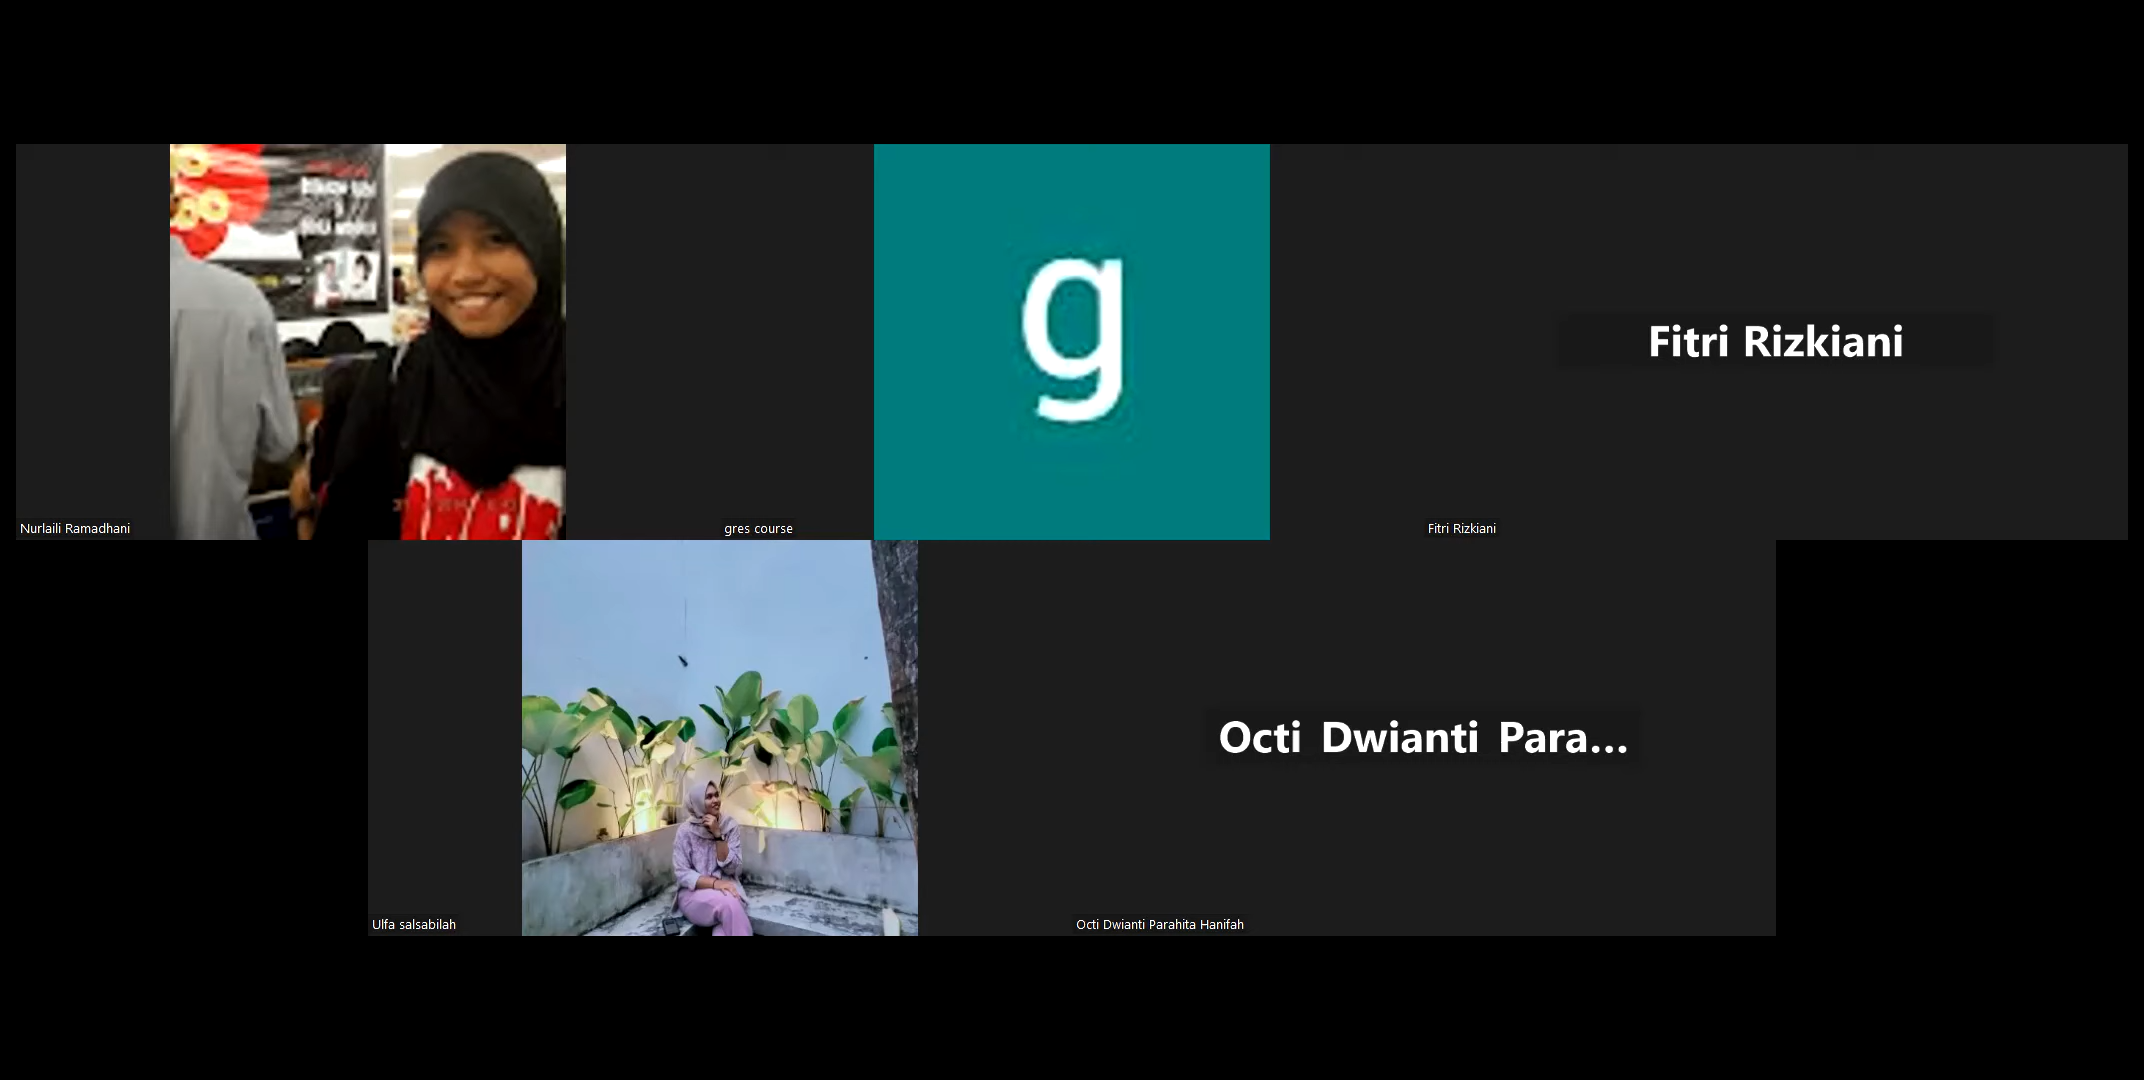 Nurlaili Ramadhani
g
gres course
Fitri Rizkiani
Fitri Rizkiani
Ulfa salsabilah
Octi Dwianti Para...
Octi Dwianti Parahita Hanifah